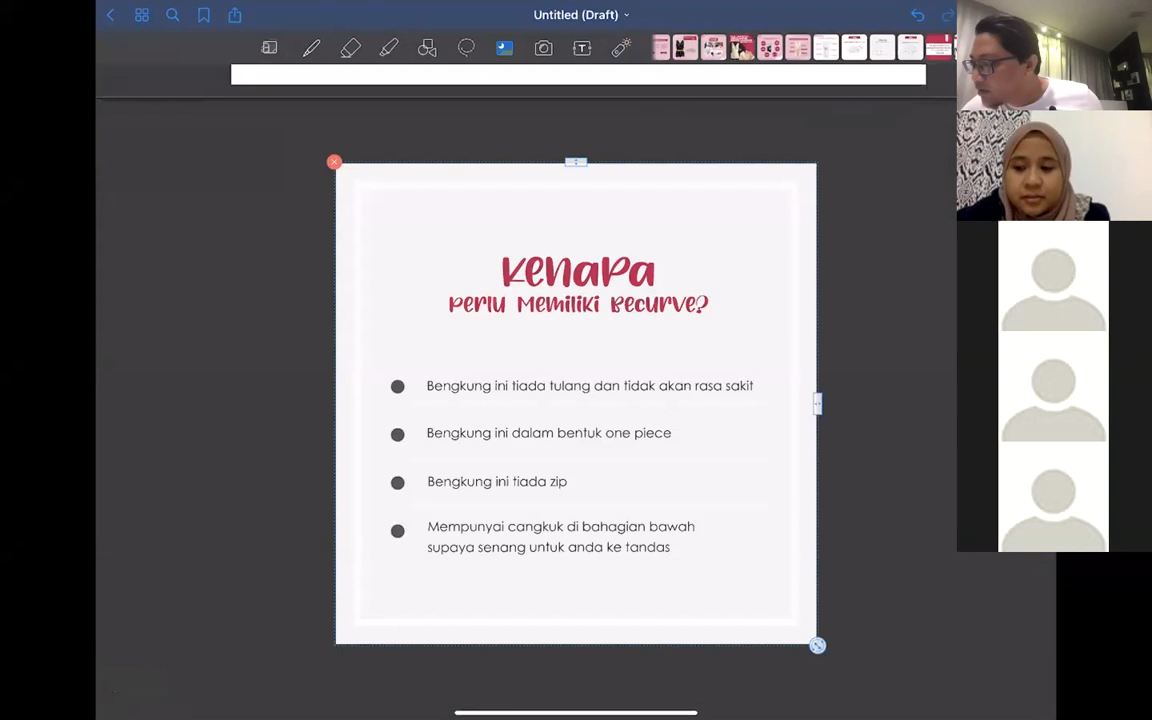 Untitled (Draft)
Kenapa
Perlu Memiliki Becurve?
Bengkung ini tiada tulang dan tidak akan rasa sakit
Bengkung ini dalam bentuk one piece
Bengkung ini tiada zip
Mempunyai cangkuk di bahagian bawah
supaya senang untuk anda ke tandas